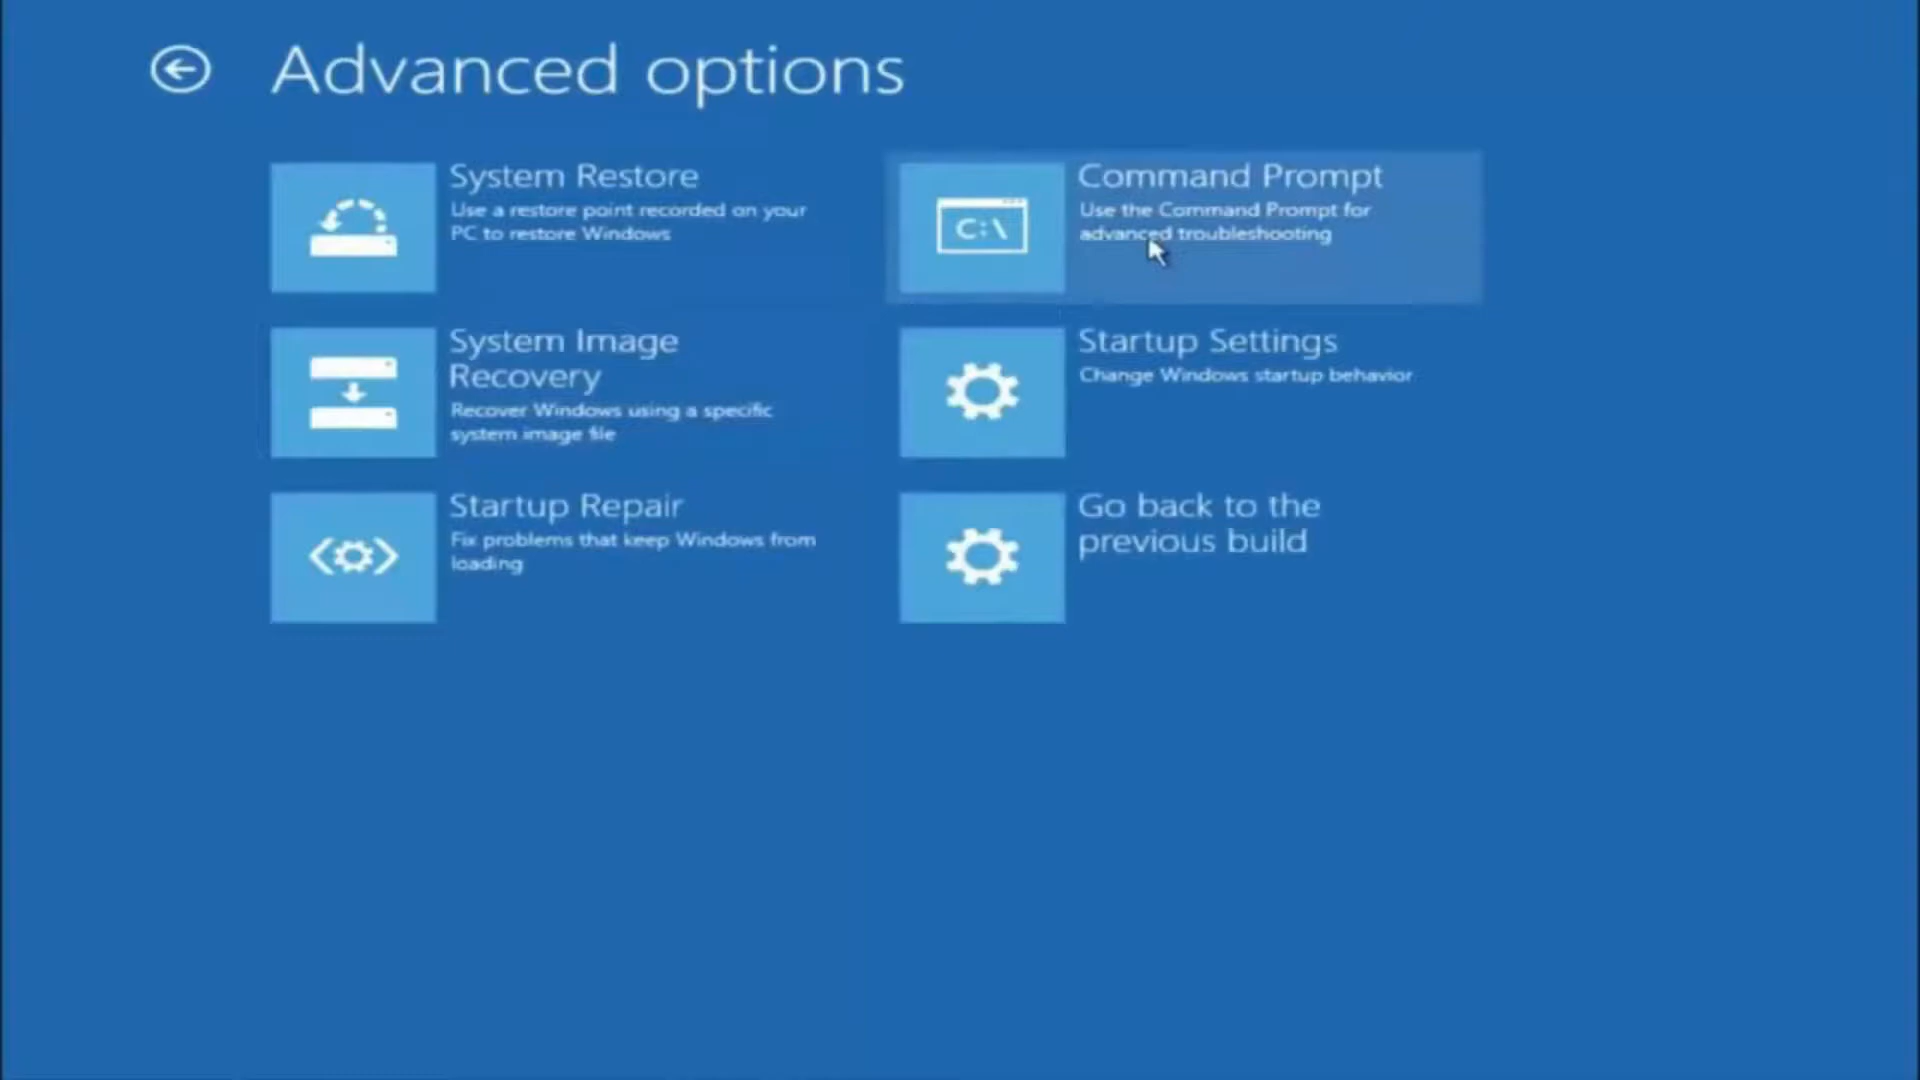 Advanced options
System Restore
Use a restore point recorded on your
PC to restore Windows
Command Prompt
Use the Command Prompt for
advanced troubleshooting
C:\
System Image
Recovery
Recover Windows using a specific
system image file
Startup Settings
Change Windows startup behavior
Startup Repair
Fix problems that keep Windows from
loading
Go back to the
previous build